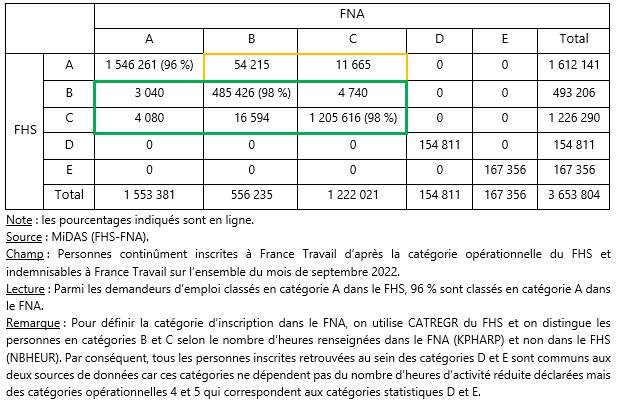 FNA
A B C D E Total
FHS
A 1 546 261 (96 %) 54 215 11 665 0 0 1 612 141
B 3 040 485 426 (98 %) 4 740 0 0 493 206
C 4 080 16 594 1 205 616 (98 %) 0 0 1 226 290
D 0 0 0 154 811 0 154 811
E 0 0 0 0 167 356 167 356
Total 1 553 381 556 235 1 222 021 154 811 167 356 3 653 804
Note : les pourcentages indiqués sont en ligne.
Source : MiDAS (FHS-FNA).
Champ : Personnes continûment inscrites à France Travail d’après la catégorie opérationnelle du FHS et
indemnisables à France Travail sur l’ensemble du mois de septembre 2022.
Lecture : Parmi les demandeurs d’emploi classés en catégorie A dans le FHS, 96 % sont classés en catégorie A dans
le FNA.
Remarque : Pour définir la catégorie d’inscription dans le FNA, on utilise CATREGR du FHS et on distingue les
personnes en catégories B et C selon le nombre d’heures renseignées dans le FNA (KPHARP) et non dans le FHS
(NBHEUR). Par conséquent, tous les personnes inscrites retrouvées au sein des catégories D et E sont communs aux
deux sources de données car ces catégories ne dépendent pas du nombre d’heures d’activité réduite déclarées mais
des catégories opérationnelles 4 et 5 qui correspondent aux catégories statistiques D et E.